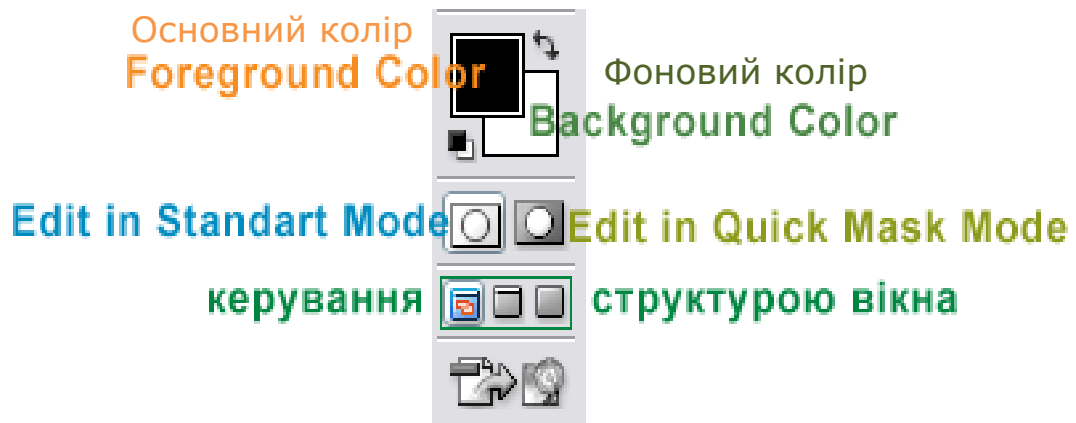 Основний колір
Foreground Color
Фоновий колір
Background Color
Edit in Standart Mode
Edit in Quick Mask Mode
керування
структурою вікна